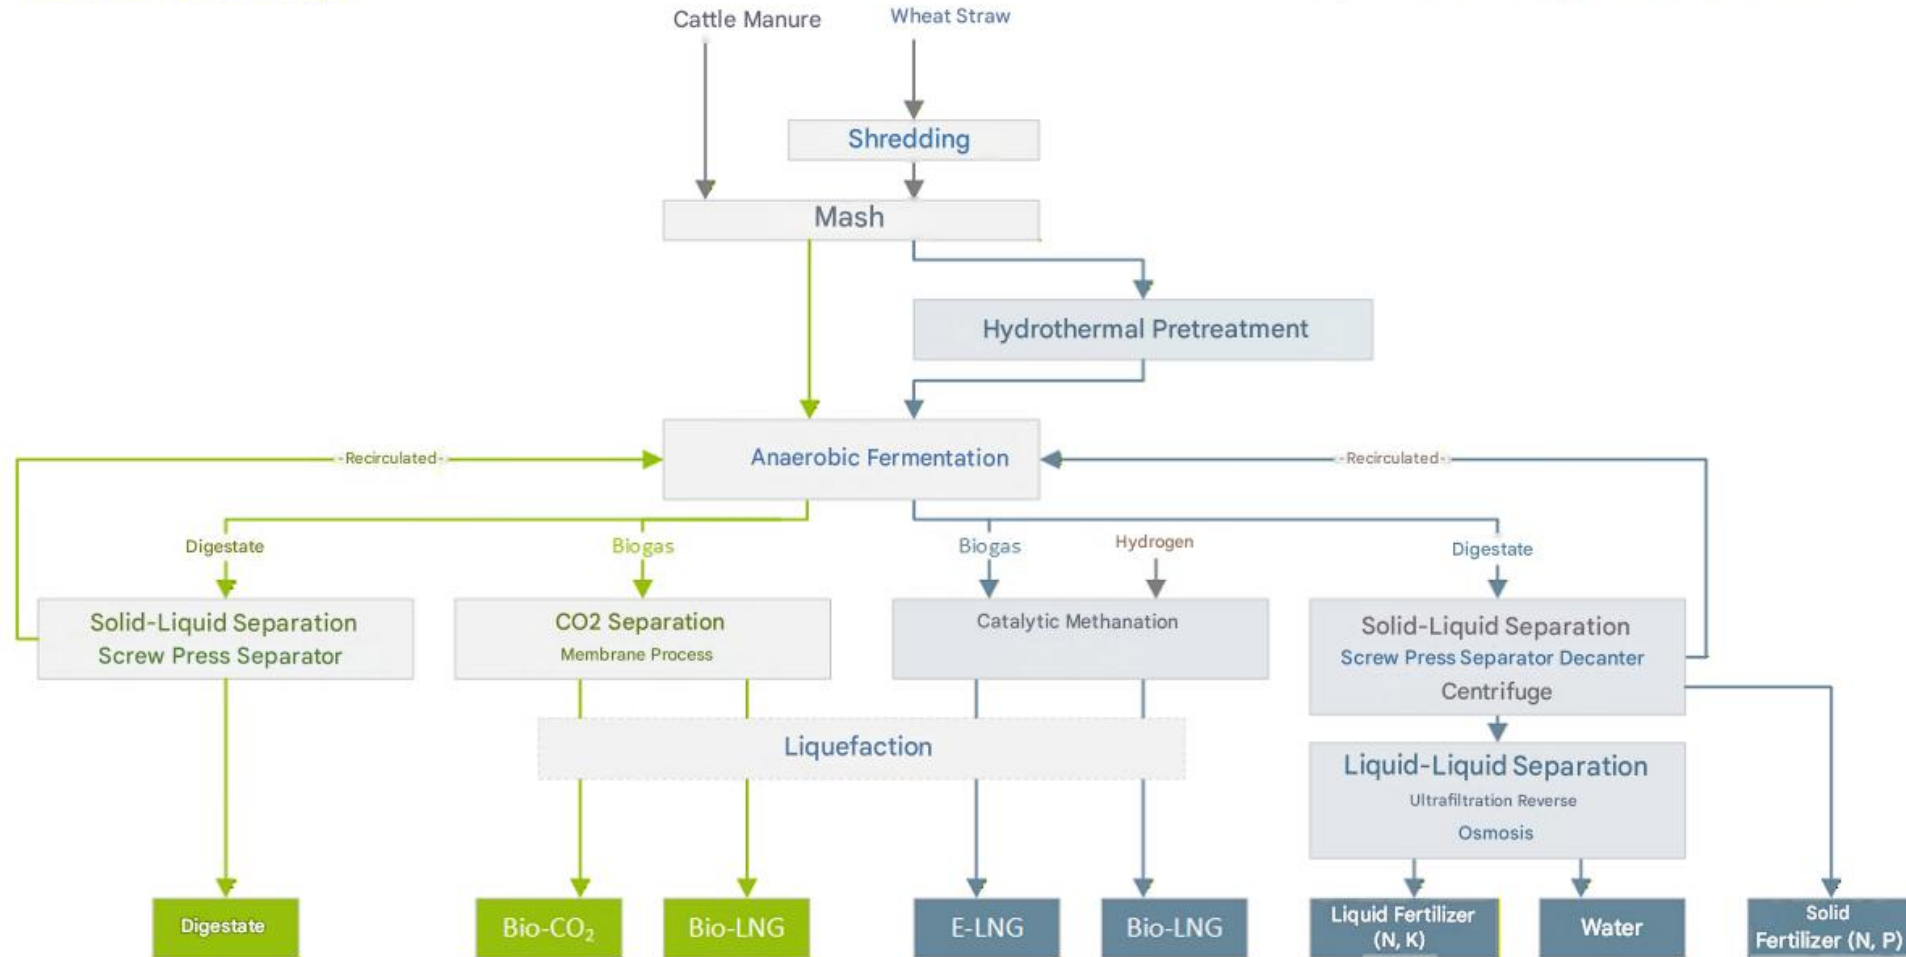 Cattle Manure
Wheat Straw
Shredding
Mash
Hydrothermal Pretreatment
Anaerobic Fermentation
-Recirculated-
-Recirculated-
Digestate
Biogas
Biogas
Hydrogen
Digestate
Solid-Liquid Separation
Screw Press Separator
CO2 Separation
Membrane Process
Catalytic Methanation
Solid-Liquid Separation
Screw Press Separator Decanter
Centrifuge
Liquefaction
Liquid-Liquid Separation
Ultrafiltration Reverse
Osmosis
Digestate
Bio-CO₂
Bio-LNG
E-LNG
Bio-LNG
Liquid Fertilizer
(N, K)
Water
Solid
Fertilizer (N, P)